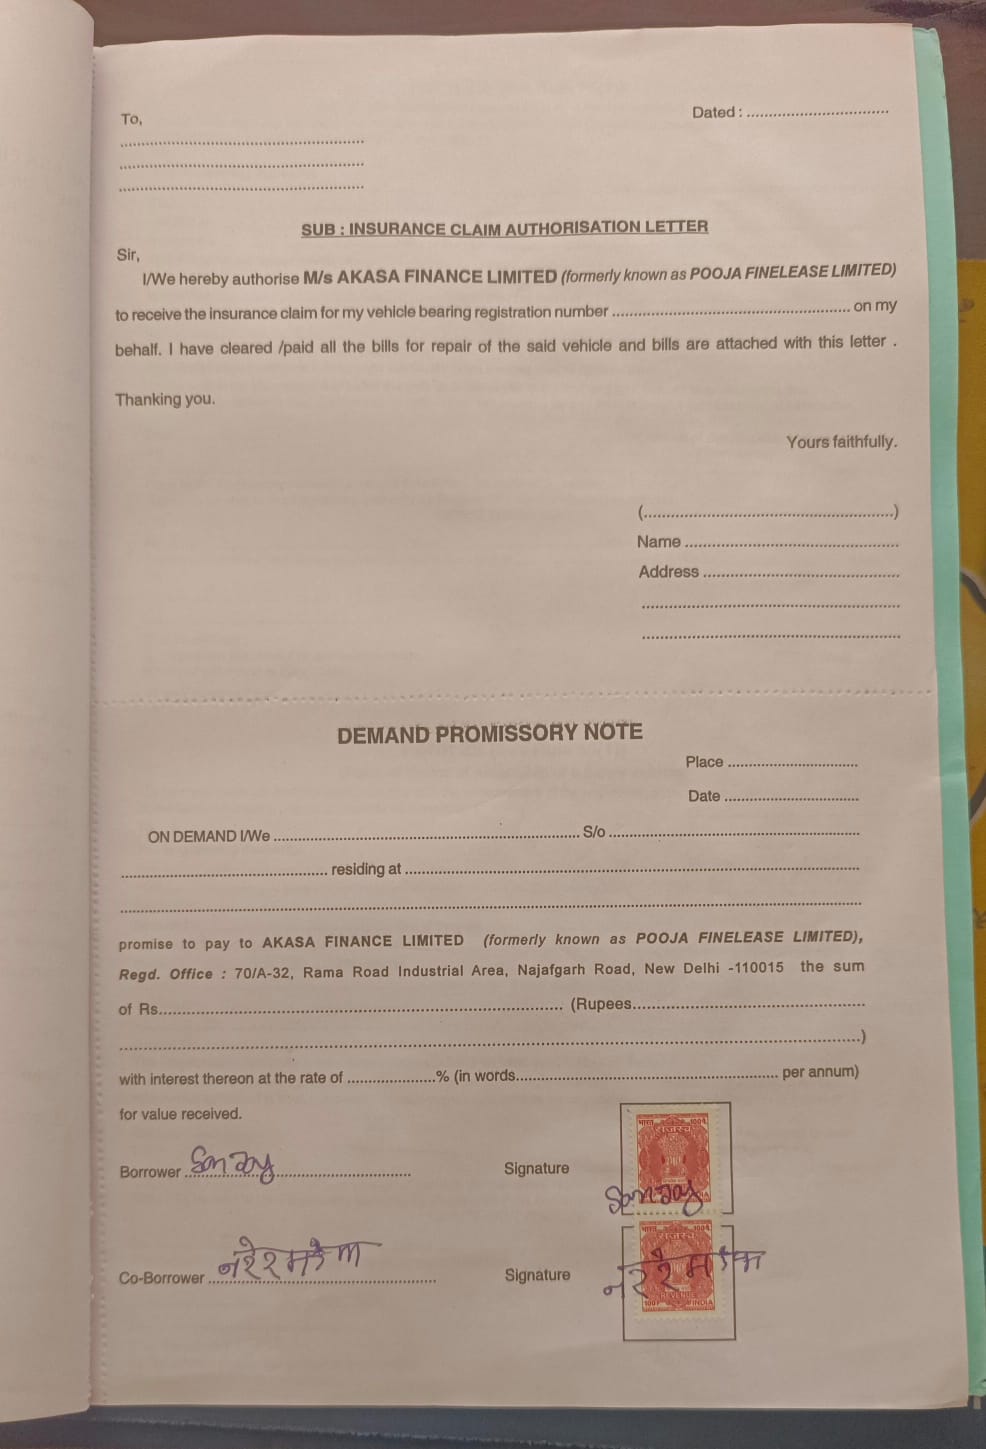 To,
Dated : ................................
........................................................
........................................................
........................................................
SUB : INSURANCE CLAIM AUTHORISATION LETTER
Sir,
I/We hereby authorise M/s AKASA FINANCE LIMITED (formerly known as POOJA FINELEASE LIMITED)
to receive the insurance claim for my vehicle bearing registration number ..................................................... on my
behalf. I have cleared /paid all the bills for repair of the said vehicle and bills are attached with this letter .
Thanking you.
Yours faithfully.
(........................................................)
Name ................................................
Address ............................................
..........................................................
..........................................................
DEMAND PROMISSORY NOTE
Place ..............................
Date ...............................
ON DEMAND I/We ..................................................................... S/o .........................................................
............................................... residing at .......................................................................................................
.........................................................................................................................................................................
promise to pay to AKASA FINANCE LIMITED (formerly known as POOJA FINELEASE LIMITED),
Regd. Office : 70/A-32, Rama Road Industrial Area, Najafgarh Road, New Delhi -110015 the sum
of Rs.......................................................................................... (Rupees....................................................
.........................................................................................................................................................................)
with interest thereon at the rate of ....................% (in words........................................................... per annum)
for value received.
भारत 100 सं
राजस्व
Borrower Sanjay Signature Sanjay
INDIA
भारत 100
राजस्व
Co-Borrower Signature
REVENUE
100 INDIA